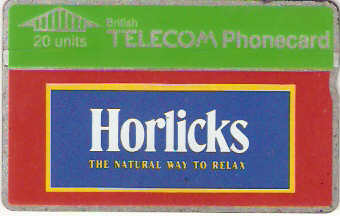 British
20 units TELECOM Phonecard
Horlicks
THE NATURAL WAY TO RELAX